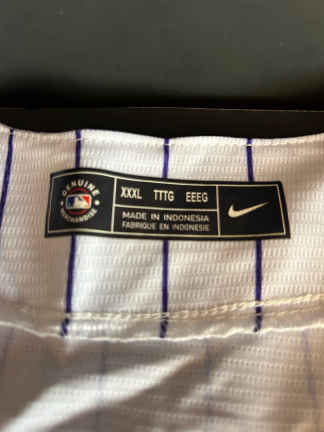 GENUINE
MERCHANDISE
XXXL TTTG EEEG
MADE IN INDONESIA
FABRIQUE EN INDONESIE